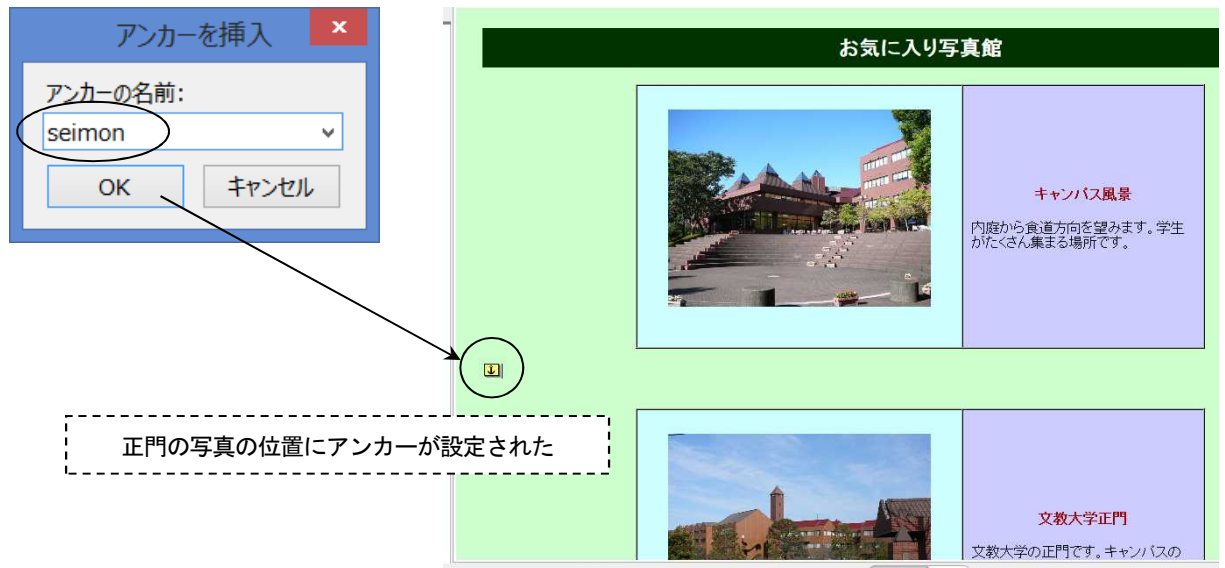 アンカーを挿入
x
アンカーの名前:
seimon
OK
キャンセル
正門の写真の位置にアンカーが設定された
お気に入り写真館
キャンパス風景
内庭から食道方向を望みます。学生
がたくさん集まる場所です。
文教大学正門
文教大学の正門です。キャンパスの